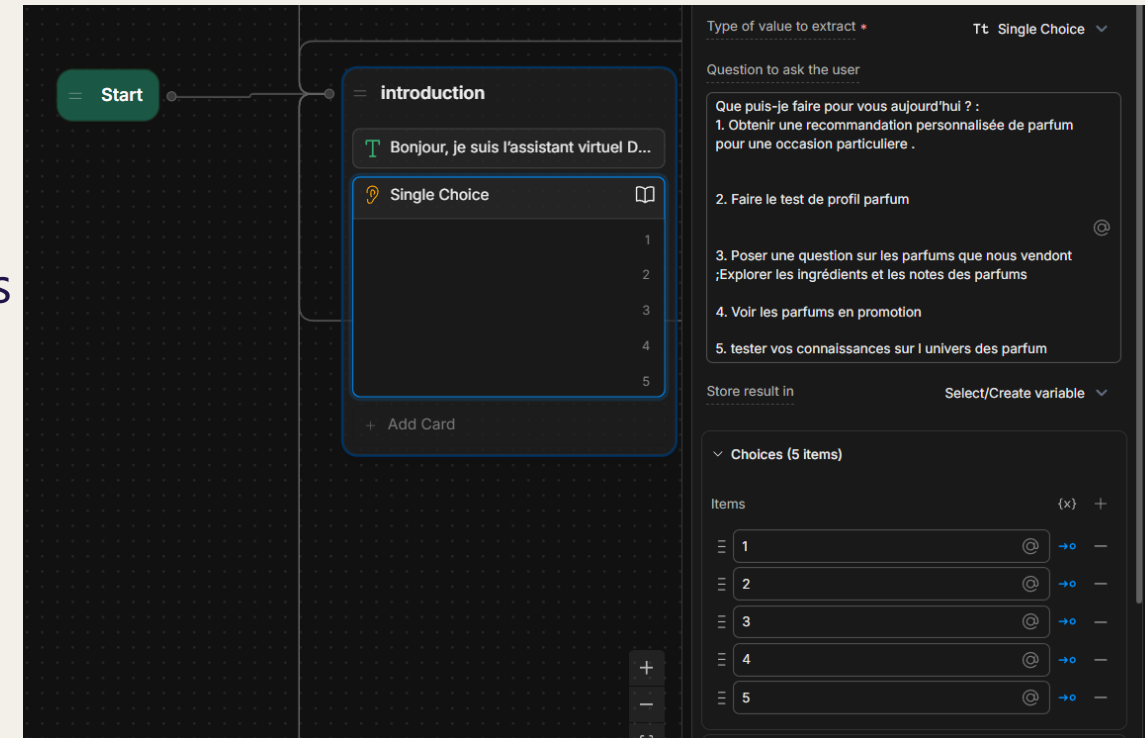 s
Start
introduction
Bonjour, je suis l'assistant virtuel D...
Single Choice
1
2
3
4
5
+ Add Card
Type of value to extract •
Tt Single Choice
Question to ask the user
Que puis-je faire pour vous aujourd'hui ? :
1. Obtenir une recommandation personnalisée de parfum
pour une occasion particuliere .
2. Faire le test de profil parfum
3. Poser une question sur les parfums que nous vendont
;Explorer les ingrédients et les notes des parfums
4. Voir les parfums en promotion
5. tester vos connaissances sur l univers des parfum
Store result in
Select/Create variable
Choices (5 items)
Items
{x} +
1
2
3
4
5